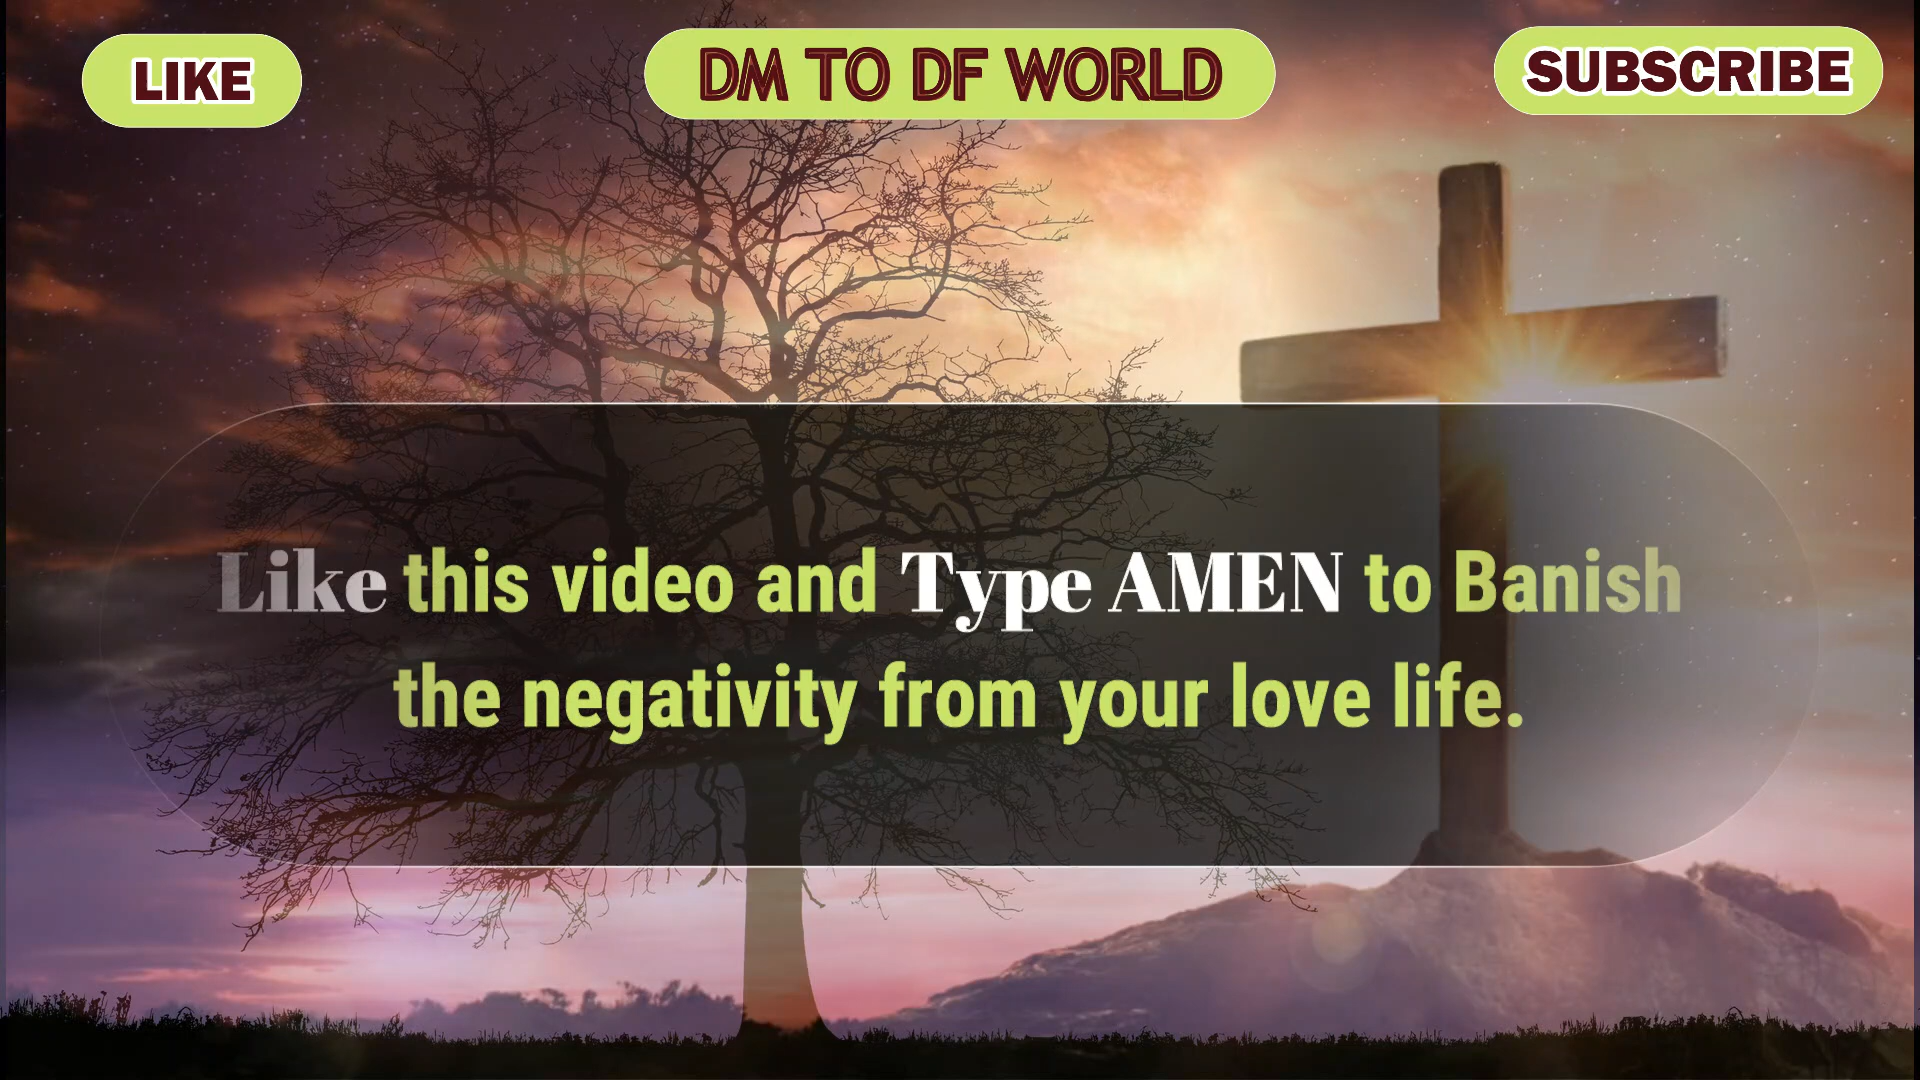 LIKE
DM TO DF WORLD
SUBSCRIBE
Like this video and Type AMEN to Banish
the negativity from your love life.